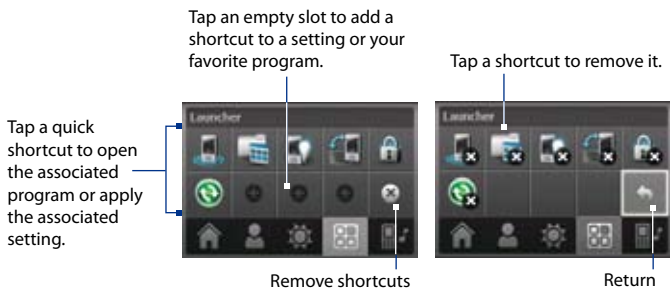 Tap an empty slot to add a
shortcut to a setting or your
favorite program.
Tap a shortcut to remove it.
Tap a quick
shortcut to open
the associated
program or apply
the associated
setting.
Launcher
Launcher
Remove shortcuts
Return